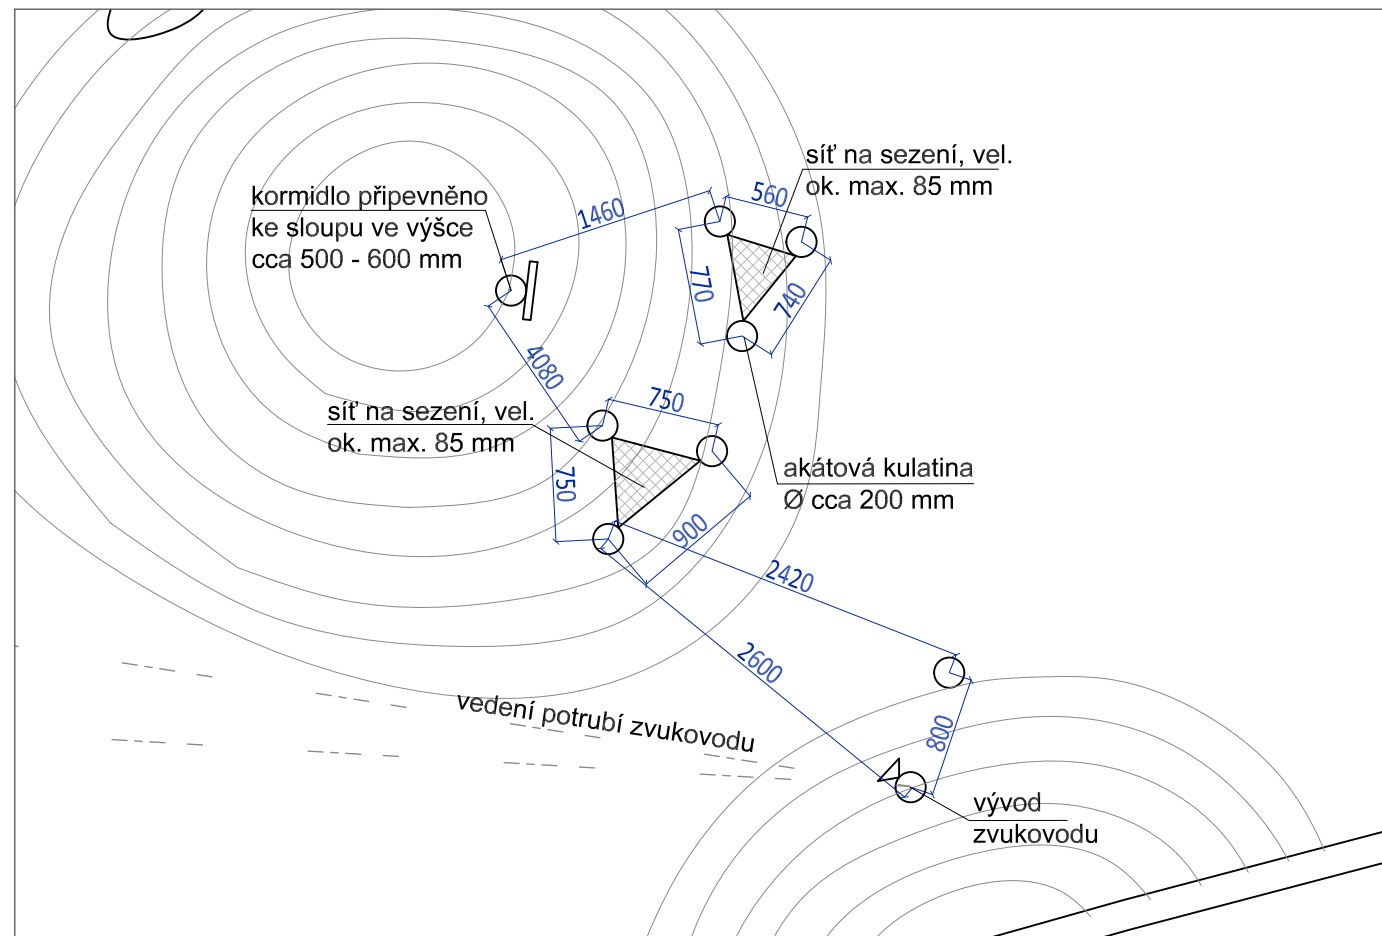 síť na sezení, vel.
ok. max. 85 mm
kormidlo připevněno
ke sloupu ve výšce
cca 500 - 600 mm
1460
560
770
740
4080
síť na sezení, vel.
ok. max. 85 mm
750
750
900
akátová kulatina
Ø cca 200 mm
2420
2600
vedení potrubí zvukovodu
800
vývod
zvukovodu